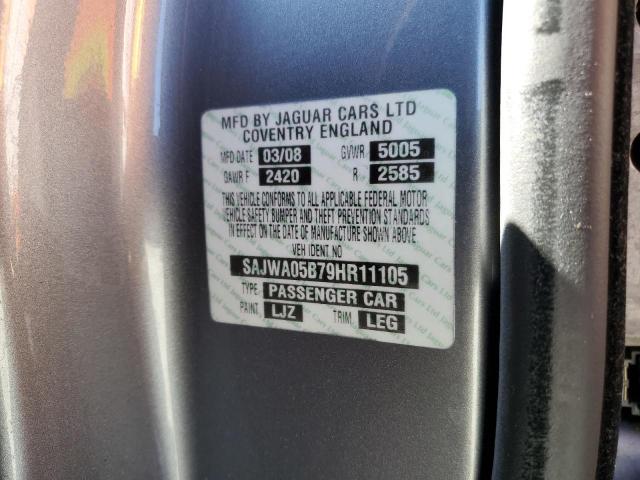 MFD BY JAGUAR CARS LTD
COVENTRY ENGLAND
MFD DATE 03/08 GVWR 5005
GAWR F 2420 R 2585
THIS VEHICLE CONFORMS TO ALL APPLICABLE FEDERAL MOTOR
VEHICLE SAFETY BUMPER AND THEFT PREVENTION STANDARDS
IN EFFECT ON THE DATE OF MANUFACTURE SHOWN ABOVE
VEH IDENT NO
SAJWA05B79HR11105
TYPE: PASSENGER CAR
PAINT: LJZ TRIM: LEG